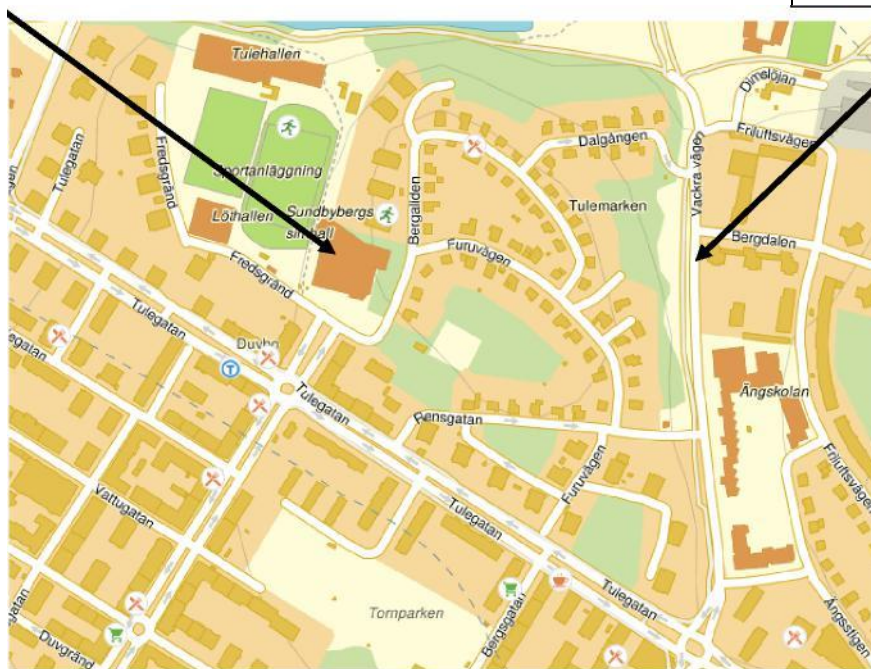 Tulehallen
Dimslöjan
Friluftsvägen
Dalgången
Vackra vägen
Tulegatan
Fredsgränd
Sportanläggning
Löthallen
Sundbybergs
simhall
Bergaliden
Tulemarken
Bergdalen
Furuvägen
Fredsgränd
Tulegatan
Duvbo
T
Tulegatan
Rensgatan
Ängskolan
Friluftsvägen
Furuvägen
Tulegatan
Vattugatan
Tulegatan
Tornparken
Bergsgatan
Ängsstigen
Duvgränd